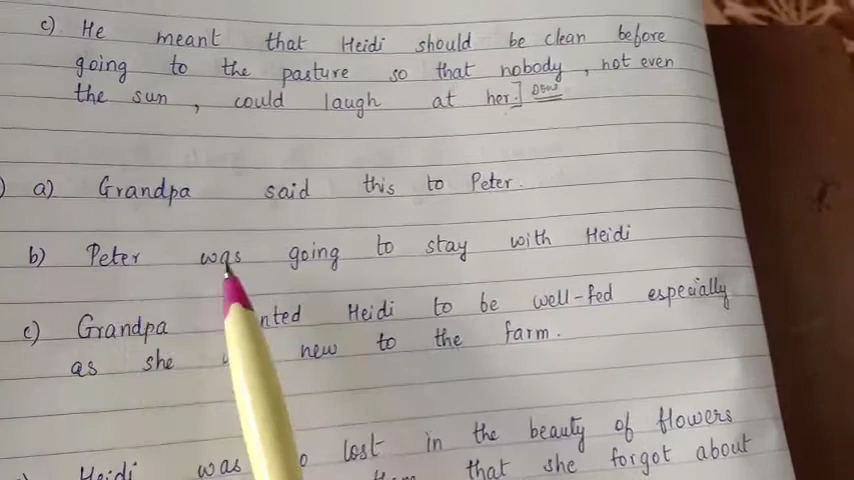 c) He meant that Heidi should be clean before
going to the pasture so that nobody, not even
the sun, could laugh at her.]
) a) Grandpa said this to Peter.
b) Peter was going to stay with Heidi
c) Grandpa nted Heidi to be well-fed especially
as she new to the farm.
Heidi was lost in the beauty of flowers
that she forgot about